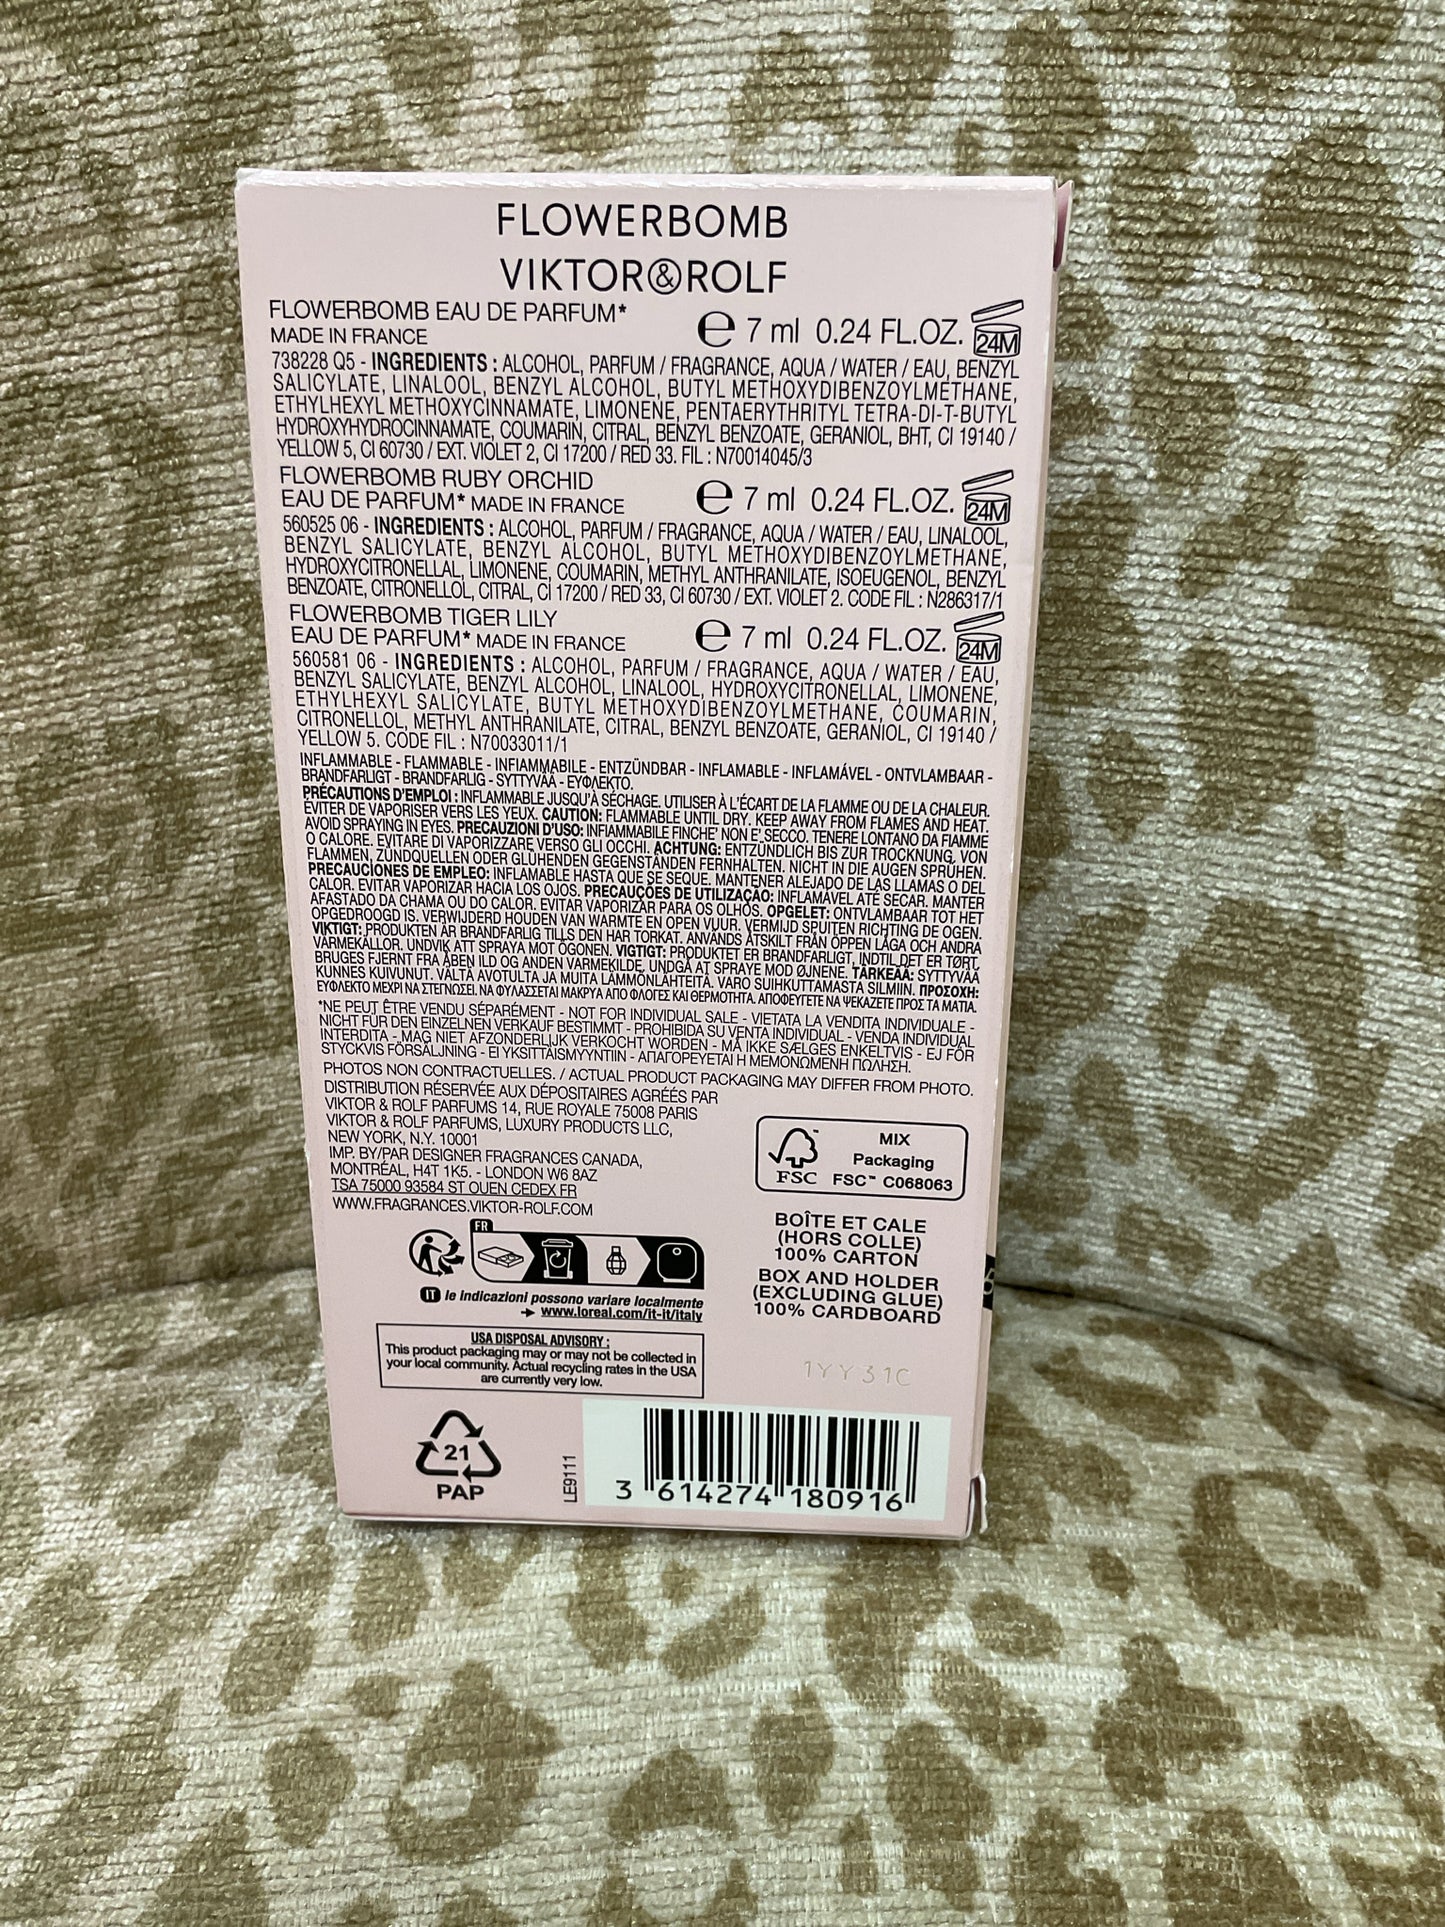 FLOWERBOMB
VIKTOR&ROLF
FLOWERBOMB EAU DE PARFUM*
MADE IN FRANCE
e 7 ml 0.24 FL.OZ. 24M
738228 Q5 - INGREDIENTS : ALCOHOL, PARFUM / FRAGRANCE, AQUA / WATER / EAU, BENZYL
SALICYLATE, LINALOOL, BENZYL ALCOHOL, BUTYL METHOXYDIBENZOYLMETHANE,
ETHYLHEXYL METHOXYCINNAMATE, LIMONENE, PENTAERYTHRITYL TETRA-DI-T-BUTYL
HYDROXYHYDROCINNAMATE, COUMARIN, CITRAL, BENZYL BENZOATE, GERANIOL, BHT, CI 19140 /
YELLOW 5, CI 60730 / EXT. VIOLET 2, CI 17200 / RED 33. FIL : N70014045/3
FLOWERBOMB RUBY ORCHID
EAU DE PARFUM* MADE IN FRANCE
e 7 ml 0.24 FL.OZ. 24M
560525 06 - INGREDIENTS : ALCOHOL, PARFUM / FRAGRANCE, AQUA / WATER / EAU, LINALOOL,
BENZYL SALICYLATE, BENZYL ALCOHOL, BUTYL METHOXYDIBENZOYLMETHANE,
HYDROXYCITRONELLAL, LIMONENE, COUMARIN, METHYL ANTHRANILATE, ISOEUGENOL, BENZYL
BENZOATE, CITRONELLOL, CITRAL, CI 17200 / RED 33, CI 60730 / EXT. VIOLET 2. CODE FIL : N286317/1
FLOWERBOMB TIGER LILY
EAU DE PARFUM* MADE IN FRANCE
e 7 ml 0.24 FL.OZ. 24M
560581 06 - INGREDIENTS : ALCOHOL, PARFUM / FRAGRANCE, AQUA / WATER / EAU,
BENZYL SALICYLATE, BENZYL ALCOHOL, LINALOOL, HYDROXYCITRONELLAL, LIMONENE,
ETHYLHEXYL SALICYLATE, BUTYL METHOXYDIBENZOYLMETHANE, COUMARIN,
CITRONELLOL, METHYL ANTHRANILATE, CITRAL, BENZYL BENZOATE, GERANIOL, CI 19140 /
YELLOW 5. CODE FIL : N70033011/1
INFLAMMABLE - FLAMMABLE - INFIAMMABILE - ENTZÜNDBAR - INFLAMABLE - INFLAMÁVEL - ONTVLAMBAAR -
BRANDFARLIGT - BRANDFARLIG - SYTTYVÄÄ - ΕΥΦΛΕΚΤΟ.
PRÉCAUTIONS D'EMPLOI : INFLAMMABLE JUSQU'À SÉCHAGE. UTILISER À L'ÉCART DE LA FLAMME OU DE LA CHALEUR.
ÉVITER DE VAPORISER VERS LES YEUX. CAUTION: FLAMMABLE UNTIL DRY. KEEP AWAY FROM FLAMES AND HEAT.
AVOID SPRAYING IN EYES. PRECAUZIONI D'USO: INFIAMMABILE FINCHE' NON E' SECCO. TENERE LONTANO DA FIAMME
O CALORE. EVITARE DI VAPORIZZARE VERSO GLI OCCHI. ACHTUNG: ENTZÜNDLICH BIS ZUR TROCKNUNG, VON
FLAMMEN, ZÜNDQUELLEN ODER GLÜHENDEN GEGENSTÄNDEN FERNHALTEN. NICHT IN DIE AUGEN SPRÜHEN.
PRECAUCIONES DE EMPLEO: INFLAMABLE HASTA QUE SE SEQUE. MANTENER ALEJADO DE LAS LLAMAS O DEL
CALOR. EVITAR VAPORIZAR HACIA LOS OJOS. PRECAUÇÕES DE UTILIZAÇÃO: INFLAMÁVEL ATÉ SECAR. MANTER
AFASTADO DA CHAMA OU DO CALOR. EVITAR VAPORIZAR PARA OS OLHOS. OPGELET: ONTVLAMBAAR TOT HET
OPGEDROOGD IS. VERWIJDERD HOUDEN VAN WARMTE EN OPEN VUUR. VERMIJD SPUITEN RICHTING DE OGEN.
VIKTIGT: PRODUKTEN ÄR BRANDFARLIG TILLS DEN HAR TORKAT. ANVÄNDS ÅTSKILT FRÅN ÖPPEN LÅGA OCH ANDRA
VÄRMEKÄLLOR. UNDVIK ATT SPRAYA MOT ÖGONEN. VIGTIGT: PRODUKTET ER BRANDFARLIGT, INDTIL DET ER TØRT.
BRUGES FJERNT FRA ÅBEN ILD OG ANDEN VARMEKILDE. UNDGÅ AT SPRAYE MOD ØJNENE. TÄRKEÄÄ: SYTTYVÄÄ
KUNNES KUIVUNUT. VÄLTÄ AVOTULTA JA MUITA LÄMMÖNLÄHTEITÄ. VARO SUIHKUTTAMASTA SILMIIN. ΠΡΟΣΟΧΗ:
ΕΥΦΛΕΚΤΟ ΜΕΧΡΙ ΝΑ ΣΤΕΓΝΩΣΕΙ. ΝΑ ΦΥΛΑΣΣΕΤΑΙ ΜΑΚΡΥΑ ΑΠΟ ΦΛΟΓΕΣ ΚΑΙ ΘΕΡΜΟΤΗΤΑ. ΑΠΟΦΕΥΓΕΤΕ ΝΑ ΨΕΚΑΖΕΤΕ ΠΡΟΣ ΤΑ ΜΑΤΙΑ.
*NE PEUT ÊTRE VENDU SÉPARÉMENT - NOT FOR INDIVIDUAL SALE - VIETATA LA VENDITA INDIVIDUALE -
NICHT FÜR DEN EINZELNEN VERKAUF BESTIMMT - PROHIBIDA SU VENTA INDIVIDUAL - VENDA INDIVIDUAL
INTERDITA - MAG NIET AFZONDERLIJK VERKOCHT WORDEN - MÅ IKKE SÆLGES ENKELTVIS - EJ FÖR
STYCKVIS FÖRSÄLJNING - EI YKSITTÄISMYYNTIIN - ΑΠΑΓΟΡΕΥΕΤΑΙ Η ΜΕΜΟΝΩΜΕΝΗ ΠΩΛΗΣΗ.
PHOTOS NON CONTRACTUELLES. / ACTUAL PRODUCT PACKAGING MAY DIFFER FROM PHOTO.
DISTRIBUTION RÉSERVÉE AUX DÉPOSITAIRES AGRÉÉS PAR
VIKTOR & ROLF PARFUMS 14, RUE ROYALE 75008 PARIS
VIKTOR & ROLF PARFUMS, LUXURY PRODUCTS LLC,
NEW YORK, N.Y. 10001
IMP. BY/PAR DESIGNER FRAGRANCES CANADA,
MONTRÉAL, H4T 1K5. - LONDON W6 8AZ
TSA 75000 93584 ST OUEN CEDEX FR
WWW.FRAGRANCES.VIKTOR-ROLF.COM
MIX
Packaging
FSC FSC™ C068063
FR
IT le indicazioni possono variare localmente
www.loreal.com/it-it/italy
BOÎTE ET CALE
(HORS COLLE)
100% CARTON
BOX AND HOLDER
(EXCLUDING GLUE)
100% CARDBOARD
USA DISPOSAL ADVISORY :
This product packaging may or may not be collected in
your local community. Actual recycling rates in the USA
are currently very low.
1YY31C
21
PAP
LE9111
3 614274 180916